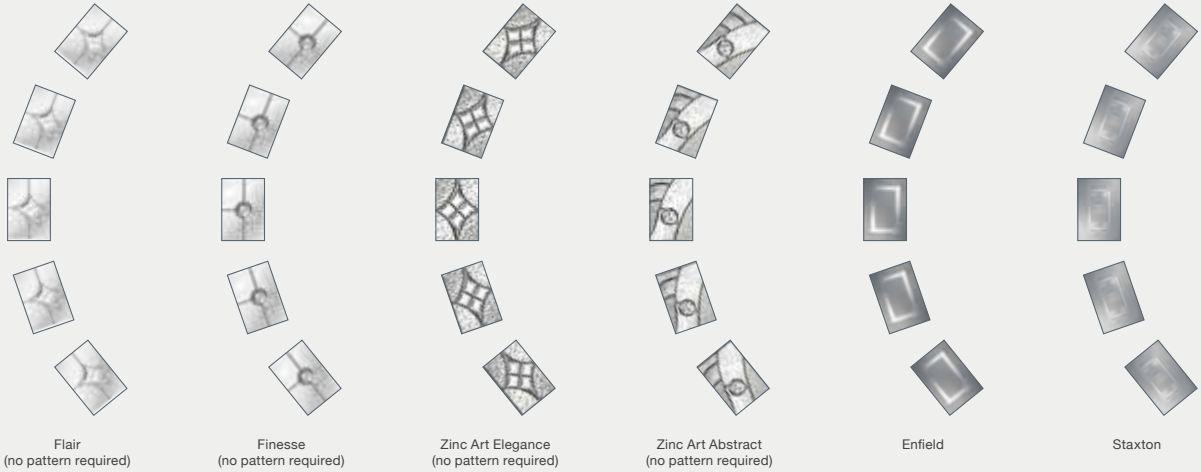 Flair
(no pattern required)
Finesse
(no pattern required)
Zinc Art Elegance
(no pattern required)
Zinc Art Abstract
(no pattern required)
Enfield
Staxton